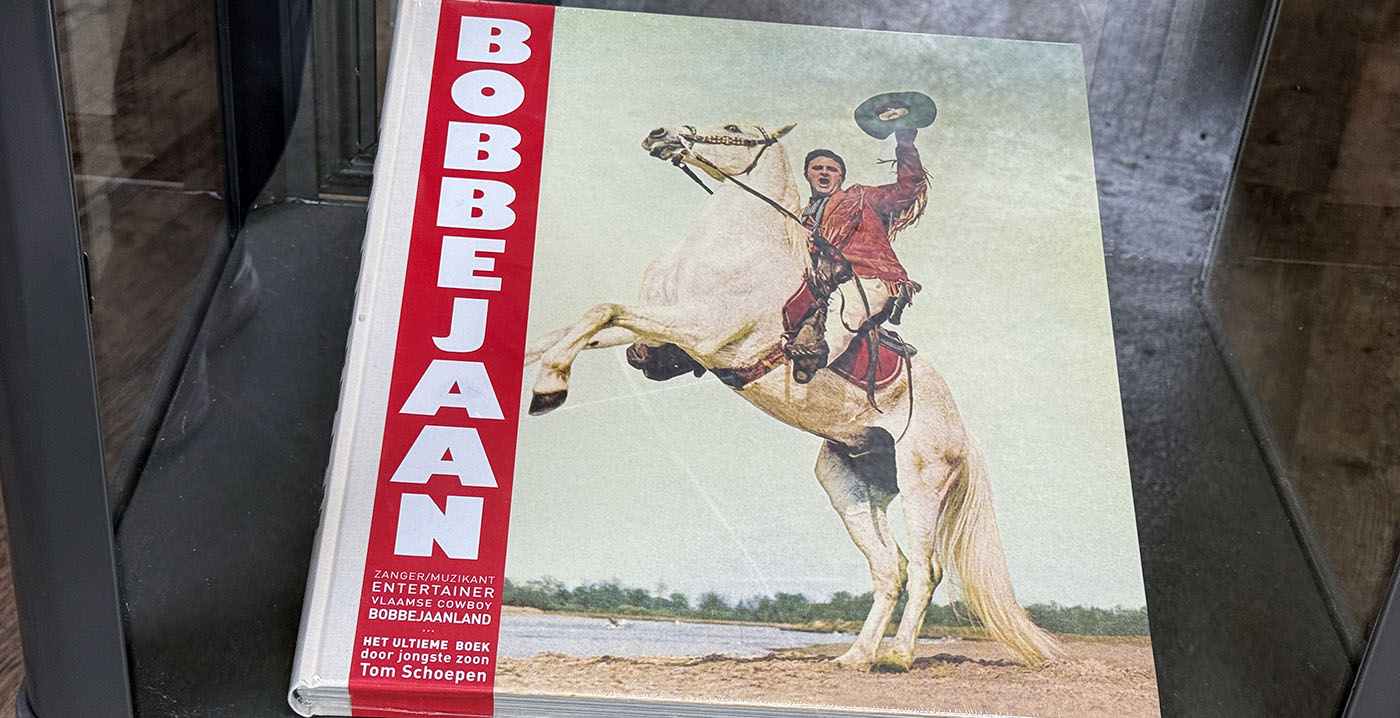 BOBBEJAAN
ZANGER/MUZIKANT
ENTERTAINER
VLAAMSE COWBOY
BOBBEJAANLAND
...
HET ULTIEME BOEK
door jongste zoon
Tom Schoepen